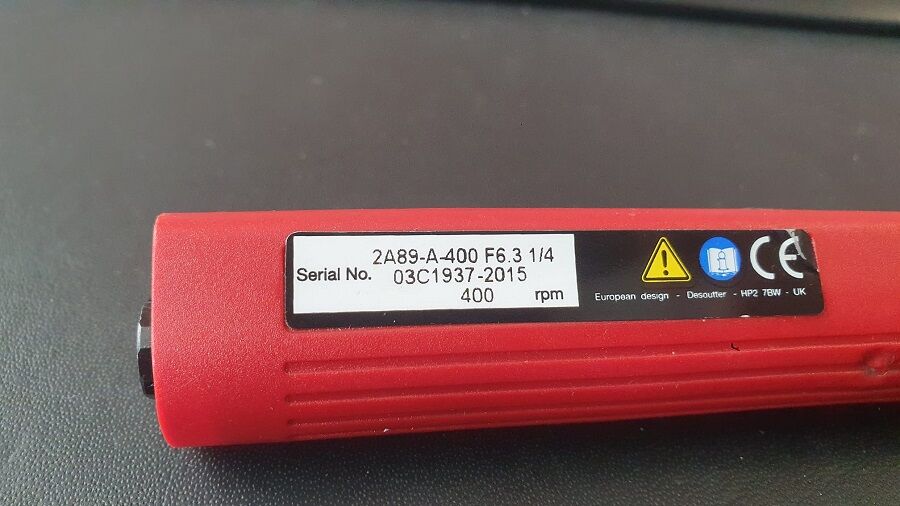 2A89-A-400 F6.3 1/4
Serial No. 03C1937-2015
400 rpm
CE
European design - Desoutter - HP2 7BW - UK